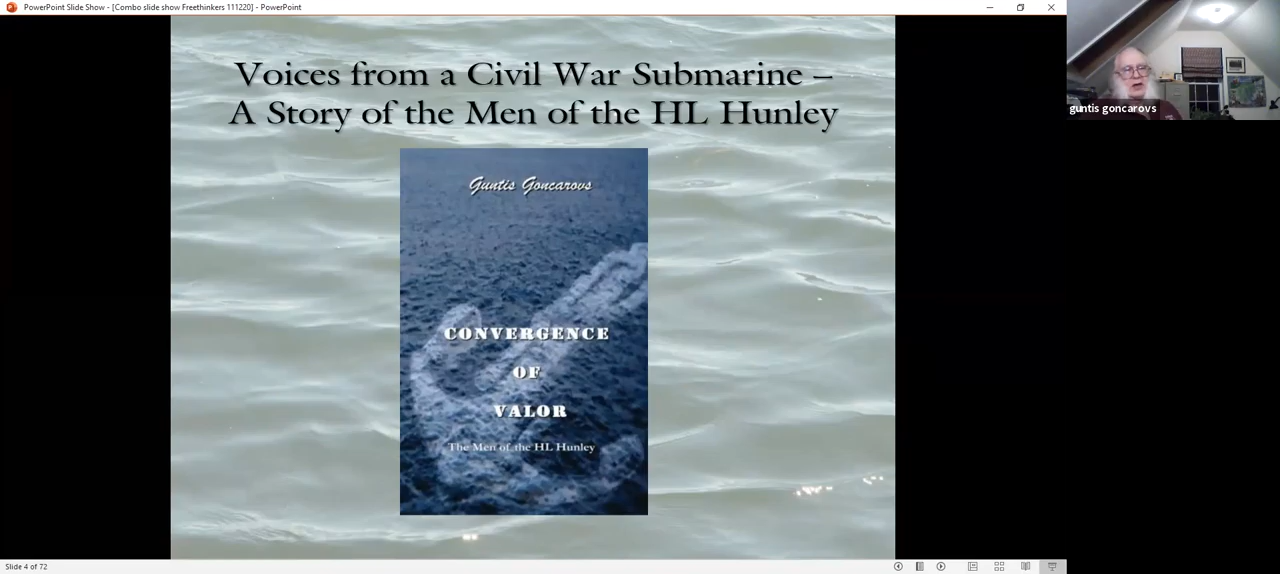 PowerPoint Slide Show - [Combo slide show Freethinkers 111220] - PowerPoint
Voices from a Civil War Submarine –
A Story of the Men of the HL Hunley
Guntis Goncarovs
CONVERGENCE
OF
VALOR
The Men of the HL Hunley
guntis goncarovs
Slide 4 of 72